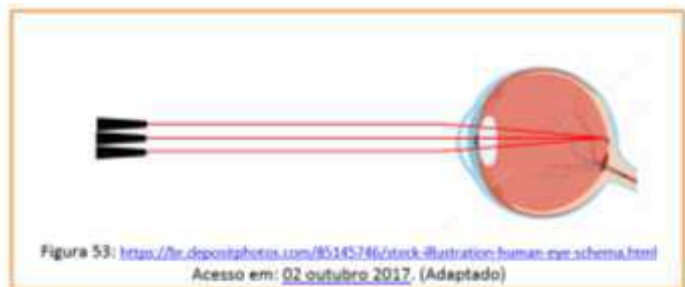 Figura 53: https://br.depositphotos.com/85145746/stock-illustration-human-eye-schema.html
Acesso em: 02 outubro 2017. (Adaptado)